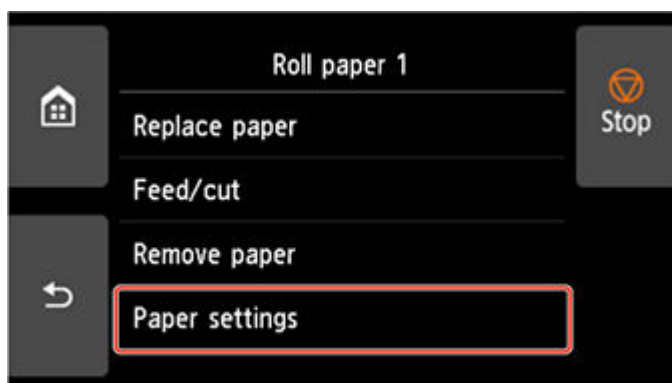 Roll paper 1
Stop
Replace paper
Feed/cut
Remove paper
Paper settings